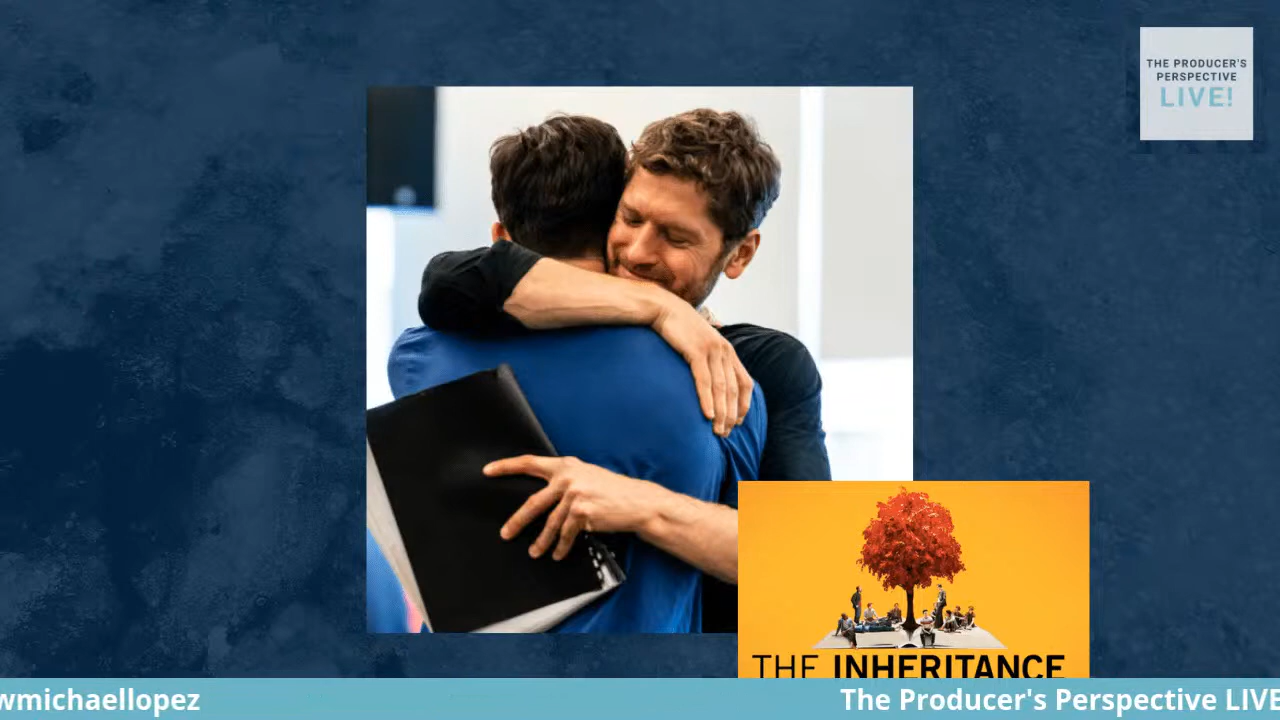 THE PRODUCER'S
PERSPECTIVE
LIVE!
THE INHERITANCE
wmichaellopez
The Producer's Perspective LIVE